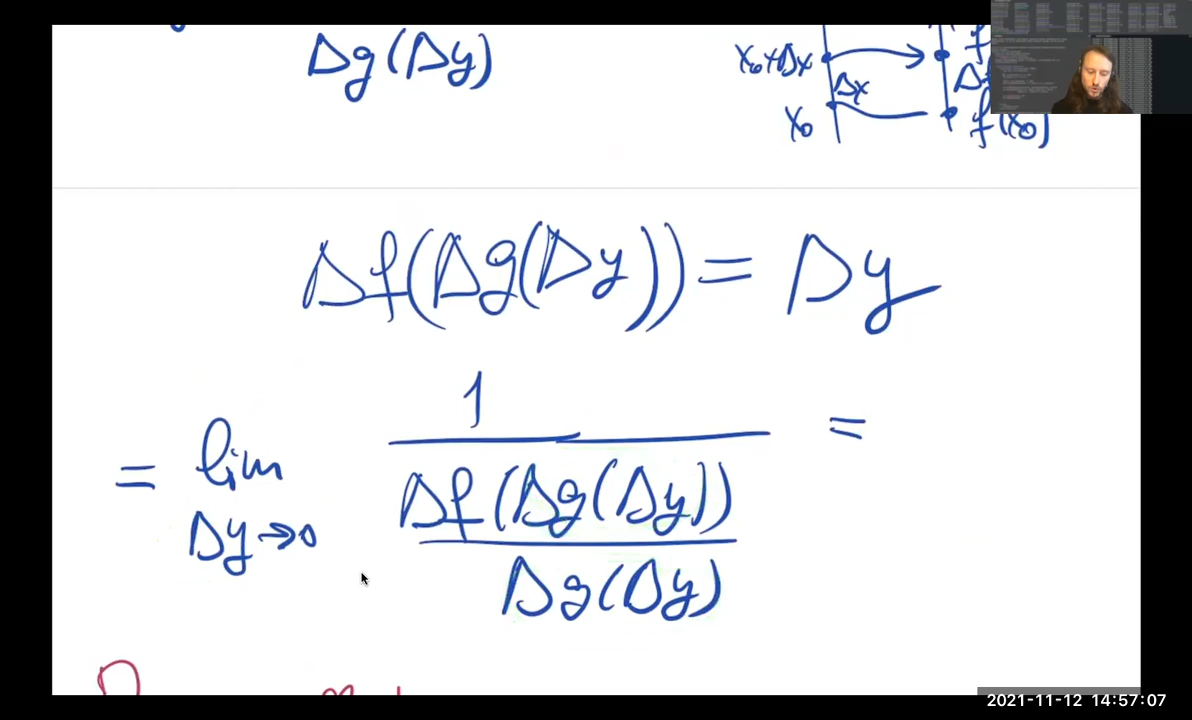 Δg(Δy)
x₀+Δx
Δx
x₀
f(x₀)
Δf(Δg(Δy)) = Δy
= lim 1 =
Δy→0 Δf(Δg(Δy))
Δg(Δy)
2021-11-12 14:57:07